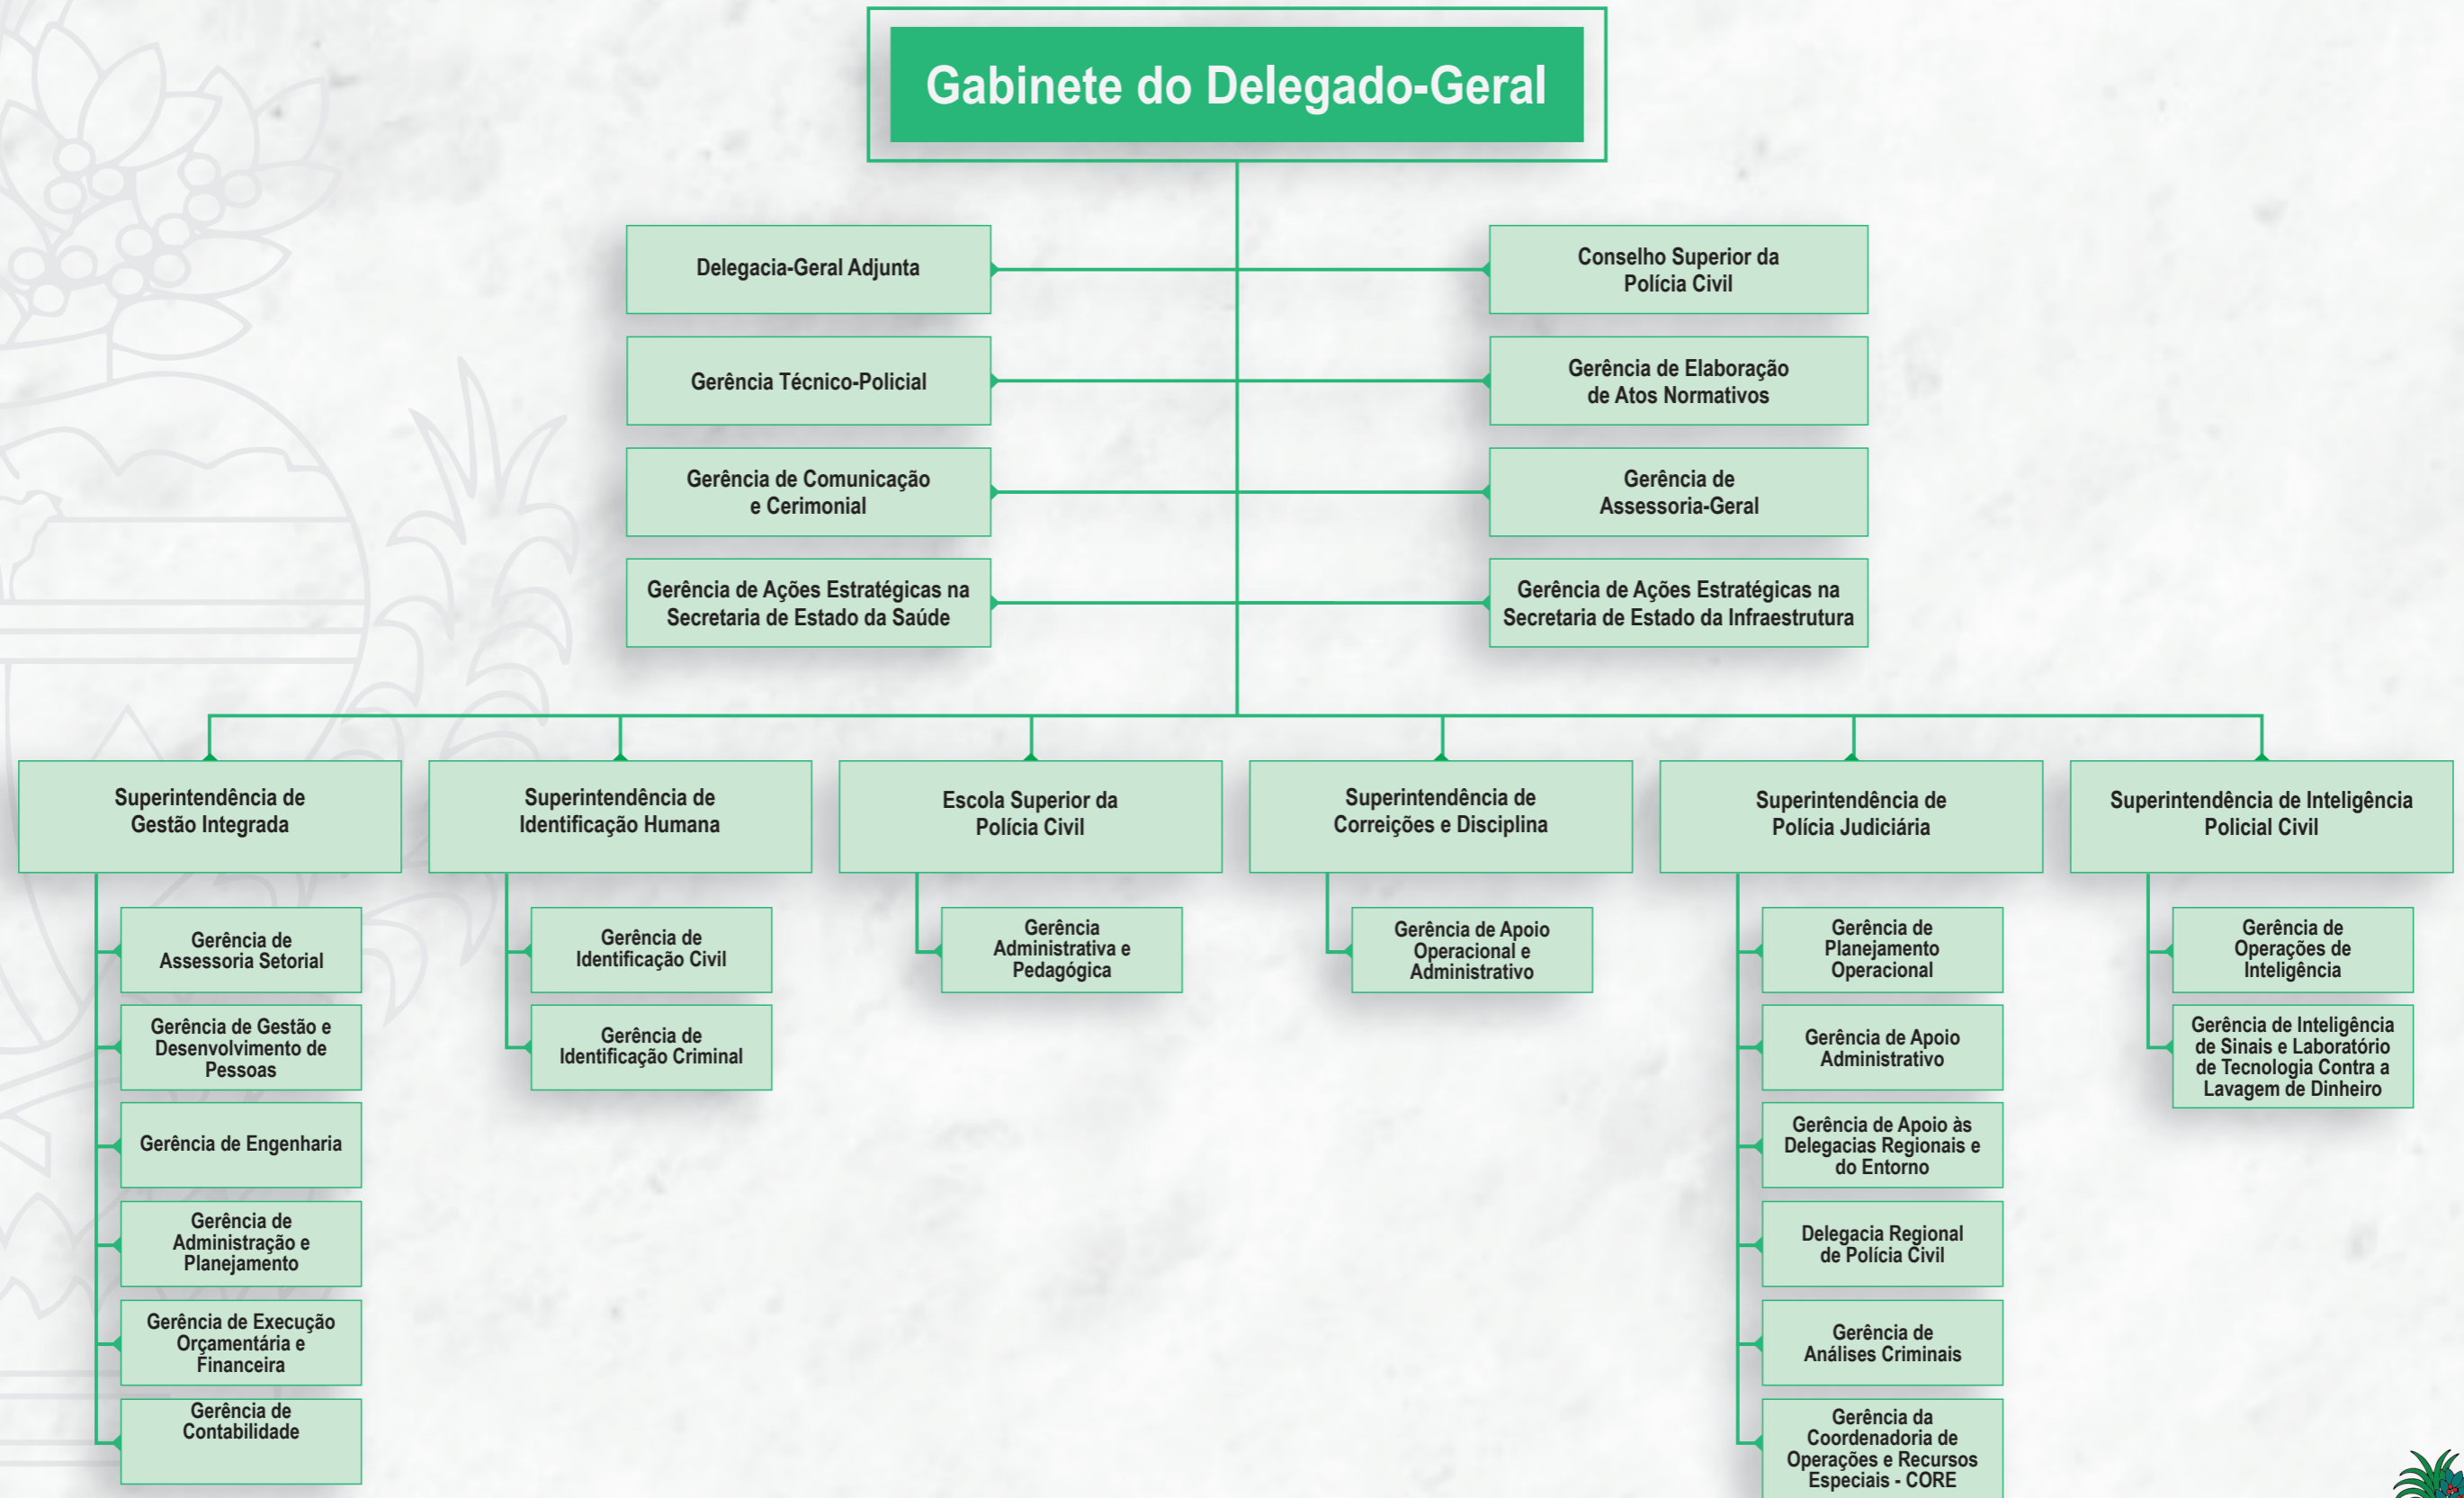 Gabinete do Delegado-Geral
Delegacia-Geral Adjunta
Conselho Superior da
Polícia Civil
Gerência Técnico-Policial
Gerência de Elaboração
de Atos Normativos
Gerência de Comunicação
e Cerimonial
Gerência de
Assessoria-Geral
Gerência de Ações Estratégicas na
Secretaria de Estado da Saúde
Gerência de Ações Estratégicas na
Secretaria de Estado da Infraestrutura
Superintendência de
Gestão Integrada
Gerência de
Assessoria Setorial
Gerência de Gestão e
Desenvolvimento de
Pessoas
Gerência de Engenharia
Gerência de
Administração e
Planejamento
Gerência de Execução
Orçamentária e
Financeira
Gerência de
Contabilidade
Superintendência de
Identificação Humana
Gerência de
Identificação Civil
Gerência de
Identificação Criminal
Escola Superior da
Polícia Civil
Gerência
Administrativa e
Pedagógica
Superintendência de
Correições e Disciplina
Gerência de Apoio
Operacional e
Administrativo
Superintendência de
Polícia Judiciária
Gerência de
Planejamento
Operacional
Gerência de Apoio
Administrativo
Gerência de Apoio às
Delegacias Regionais e
do Entorno
Delegacia Regional
de Polícia Civil
Gerência de
Análises Criminais
Gerência da
Coordenadoria de
Operações e Recursos
Especiais - CORE
Superintendência de Inteligência
Policial Civil
Gerência de
Operações de
Inteligência
Gerência de Inteligência
de Sinais e Laboratório
de Tecnologia Contra a
Lavagem de Dinheiro